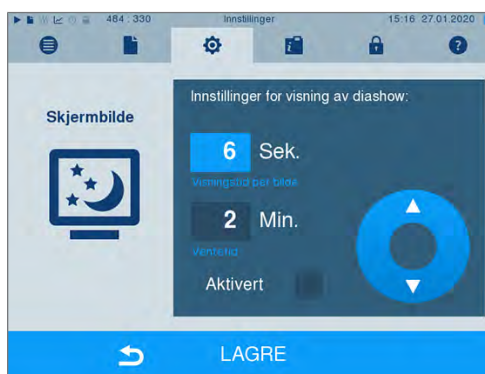 484 : 330 Innstillinger 15:16 27.01.2020
Skjermbilde
Innstillinger for visning av diashow:
6 Sek.
Visningstid per bilde
2 Min.
Ventetid
Aktivert
LAGRE